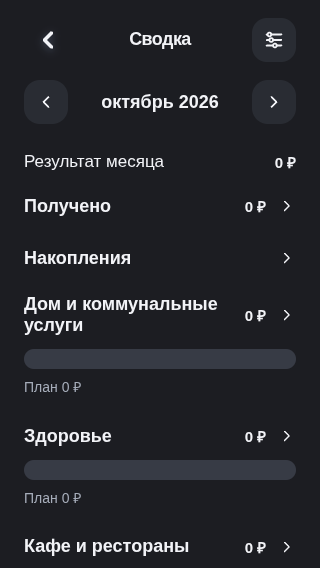 Сводка
октябрь 2026
Результат месяца 0 ₽
Получено 0 ₽
Накопления
Дом и коммунальные
услуги 0 ₽
План 0 ₽
Здоровье 0 ₽
План 0 ₽
Кафе и рестораны 0 ₽